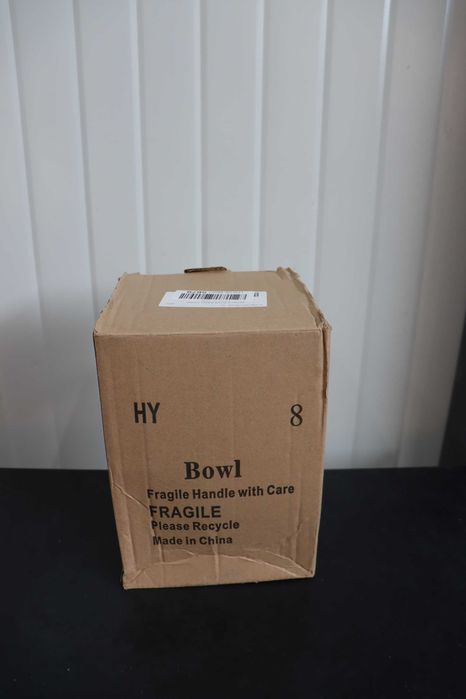 HY 8
Bowl
Fragile Handle with Care
FRAGILE
Please Recycle
Made in China